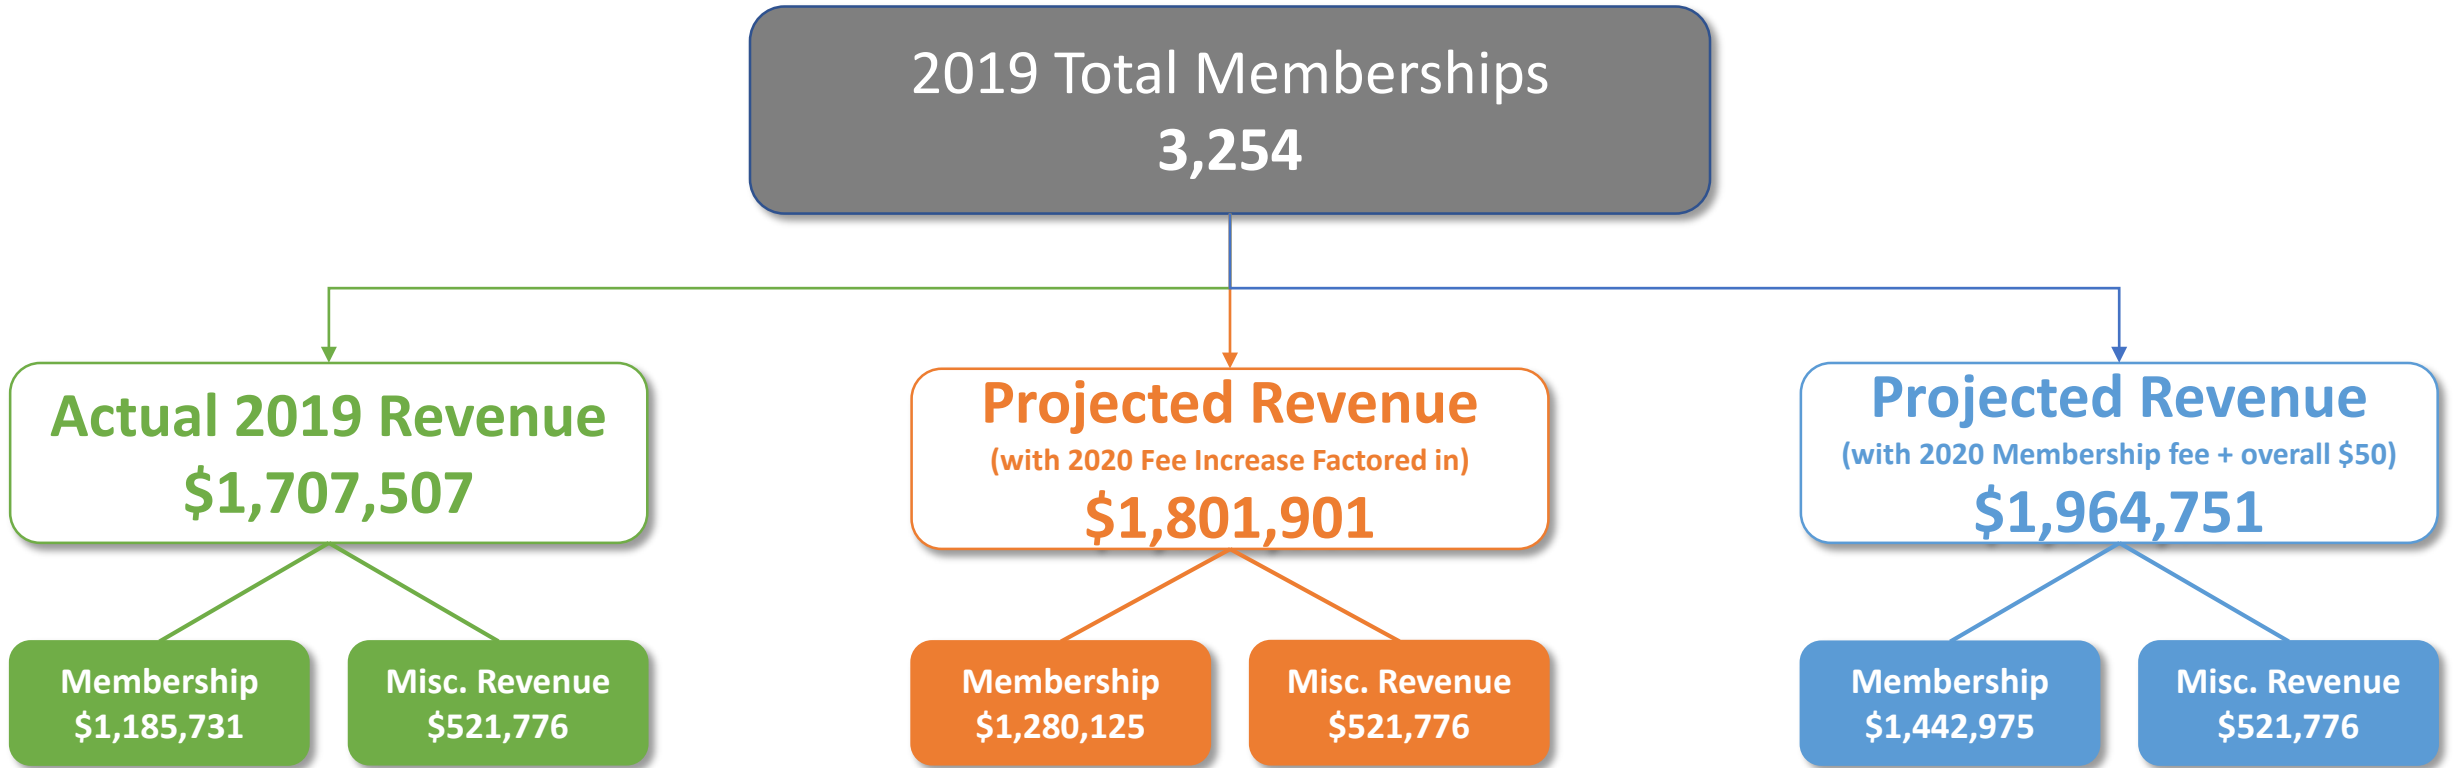 2019 Total Memberships
3,254
Actual 2019 Revenue
$1,707,507
Membership
$1,185,731
Misc. Revenue
$521,776
Projected Revenue
(with 2020 Fee Increase Factored in)
$1,801,901
Membership
$1,280,125
Misc. Revenue
$521,776
Projected Revenue
(with 2020 Membership fee + overall $50)
$1,964,751
Membership
$1,442,975
Misc. Revenue
$521,776